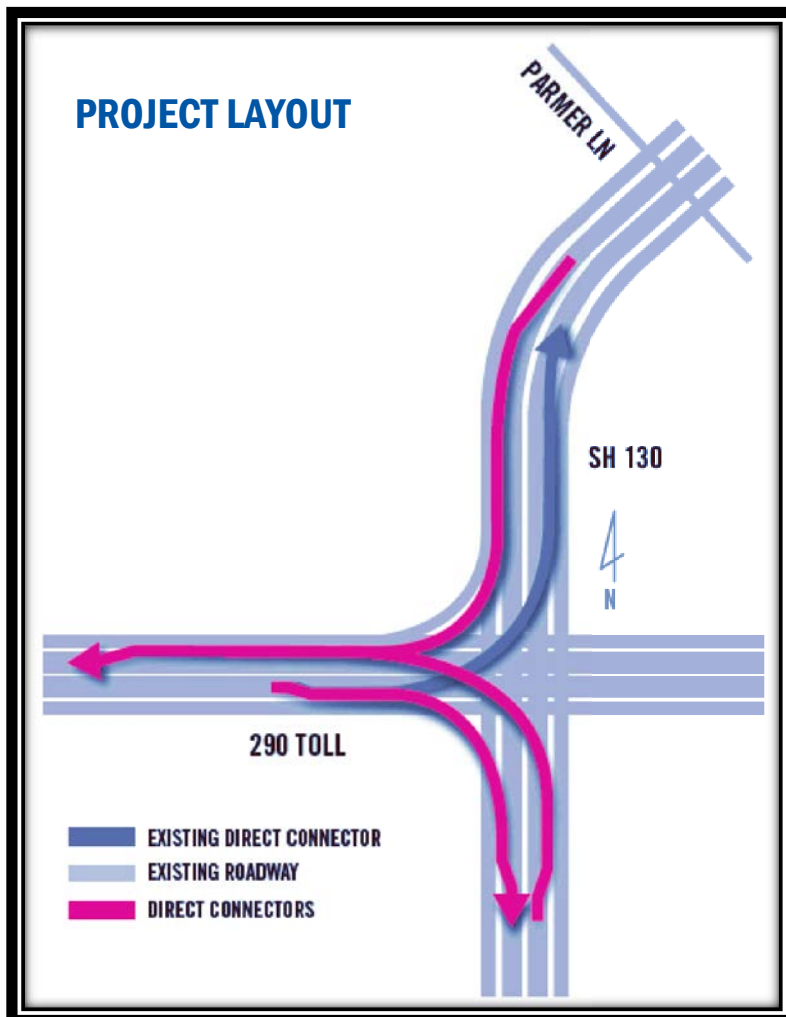 PROJECT LAYOUT
PARMER LN
SH 130
N
290 TOLL
EXISTING DIRECT CONNECTOR
EXISTING ROADWAY
DIRECT CONNECTORS